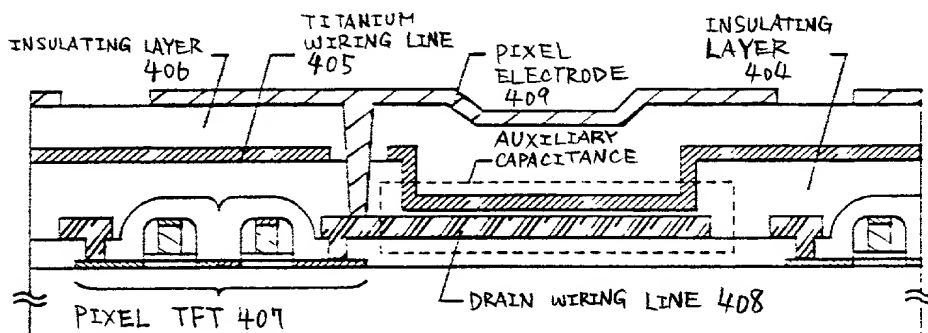 INSULATING LAYER
406
TITANIUM
WIRING LINE
405
PIXEL
ELECTRODE
409
INSULATING
LAYER
404
AUXILIARY
CAPACITANCE
PIXEL TFT 407
DRAIN WIRING LINE 408